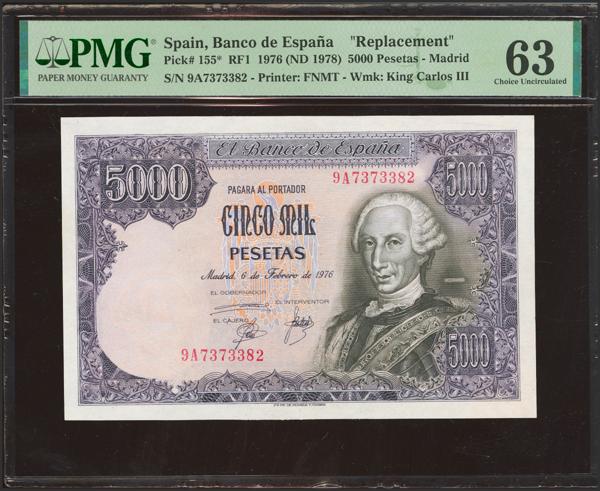 PMG
PAPER MONEY GUARANTY
Spain, Banco de España "Replacement"
Pick# 155* RF1 1976 (ND 1978) 5000 Pesetas - Madrid
S/N 9A7373382 - Printer: FNMT - Wmk: King Carlos III
63
Choice Uncirculated
El Banco de España
5000
5000
9A7373382
PAGARA AL PORTADOR
CINCO MIL
PESETAS
Madrid, 6 de Febrero de 1976
EL GOBERNADOR
EL INTERVENTOR
EL CAJERO
9A7373382
5000